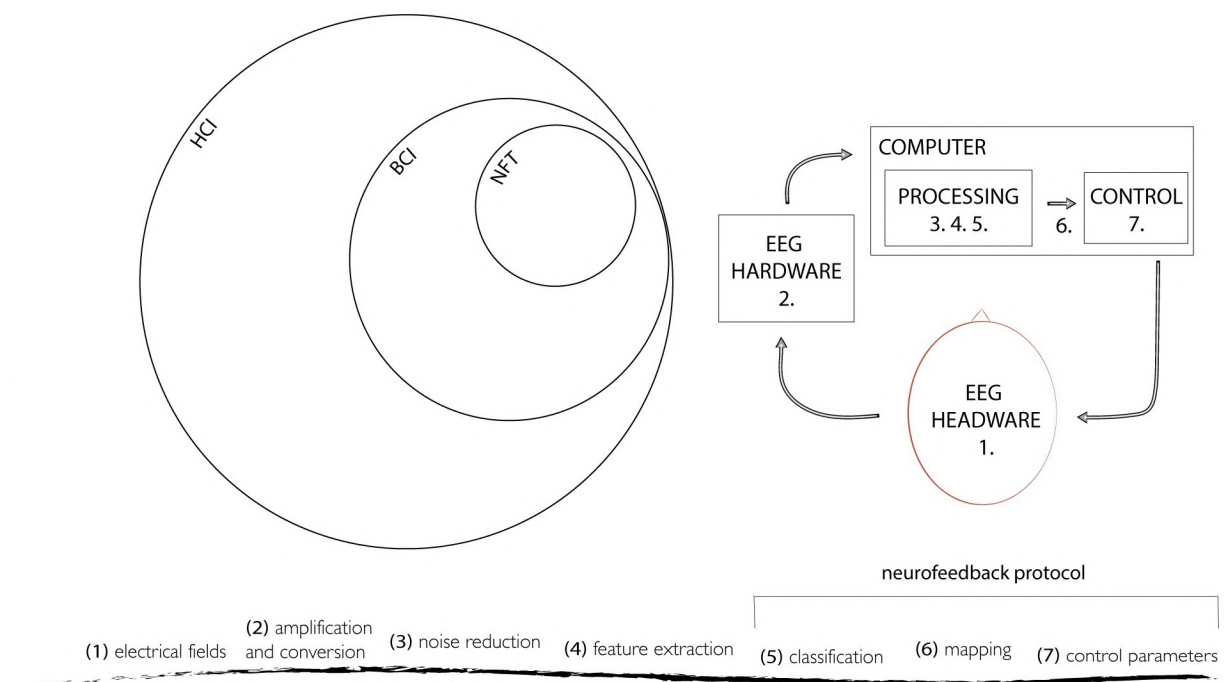 HCI
BCI
NFT
COMPUTER
PROCESSING
3. 4. 5.
6.
CONTROL
7.
EEG
HARDWARE
2.
EEG
HEADWARE
1.
neurofeedback protocol
(1) electrical fields
(2) amplification
and conversion
(3) noise reduction
(4) feature extraction
(5) classification
(6) mapping
(7) control parameters